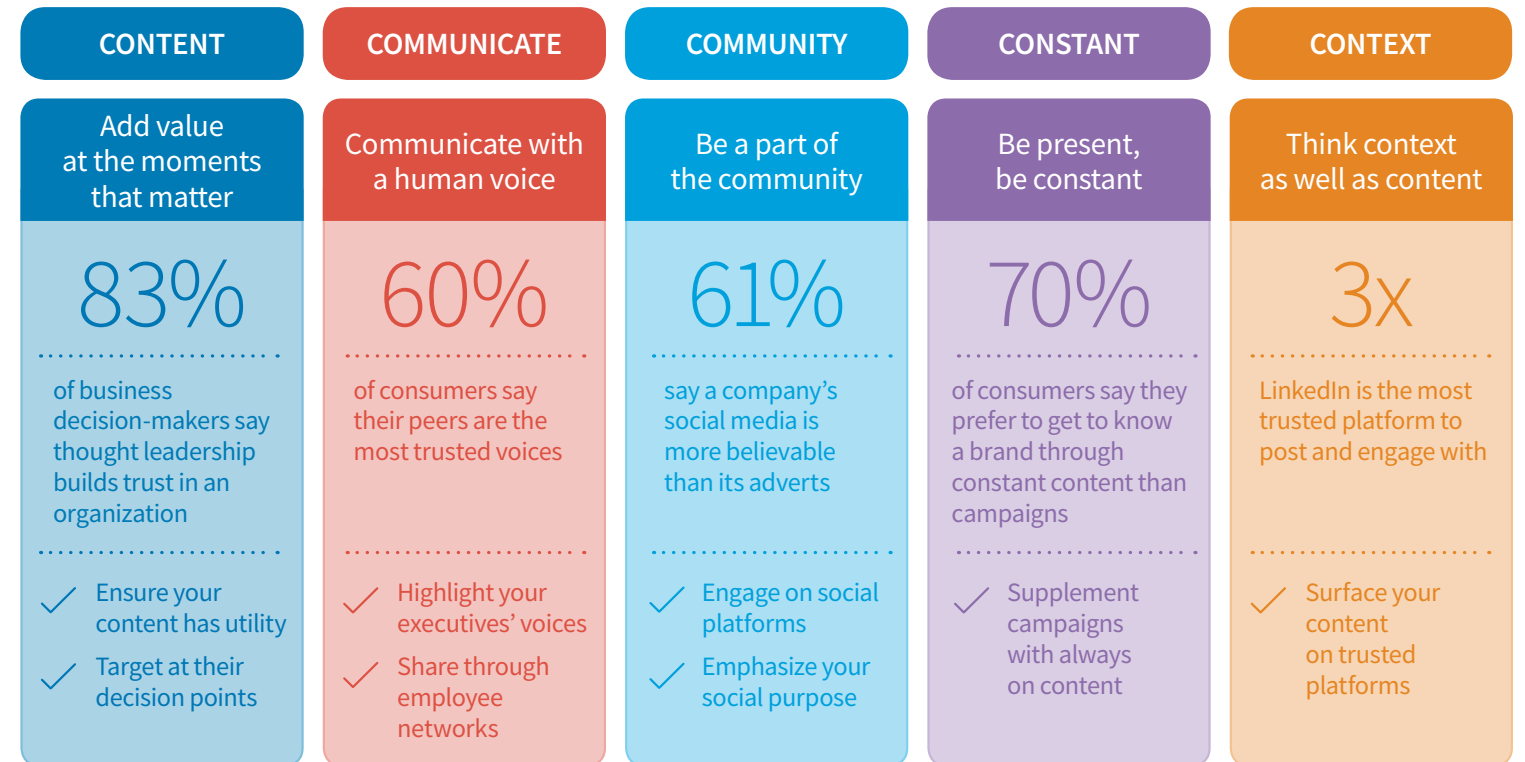 CONTENT
Add value
at the moments
that matter
83%
of business
decision-makers say
thought leadership
builds trust in an
organization
Ensure your
content has utility
Target at their
decision points
COMMUNICATE
Communicate with
a human voice
60%
of consumers say
their peers are the
most trusted voices
Highlight your
executives’ voices
Share through
employee
networks
COMMUNITY
Be a part of
the community
61%
say a company’s
social media is
more believable
than its adverts
Engage on social
platforms
Emphasize your
social purpose
CONSTANT
Be present,
be constant
70%
of consumers say they
prefer to get to know
a brand through
constant content than
campaigns
Supplement
campaigns
with always
on content
CONTEXT
Think context
as well as content
3x
LinkedIn is the most
trusted platform to
post and engage with
Surface your
content
on trusted
platforms